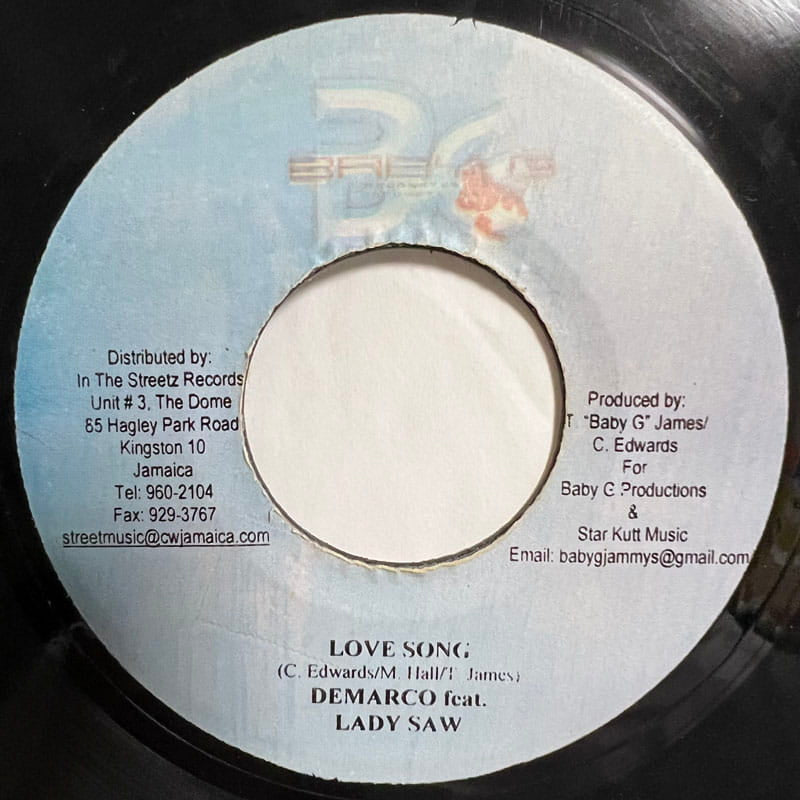 BABY G
Distributed by:
In The Streetz Records
Unit # 3, The Dome
85 Hagley Park Road
Kingston 10
Jamaica
Tel: 960-2104
Fax: 929-3767
streetmusic@cwjamaica.com
Produced by:
T. "Baby G" James/
C. Edwards
For
Baby G Productions
&
Star Kutt Music
Email: babygjammys@gmail.com
LOVE SONG
(C. Edwards/M. Hall/T. James)
DEMARCO feat.
LADY SAW